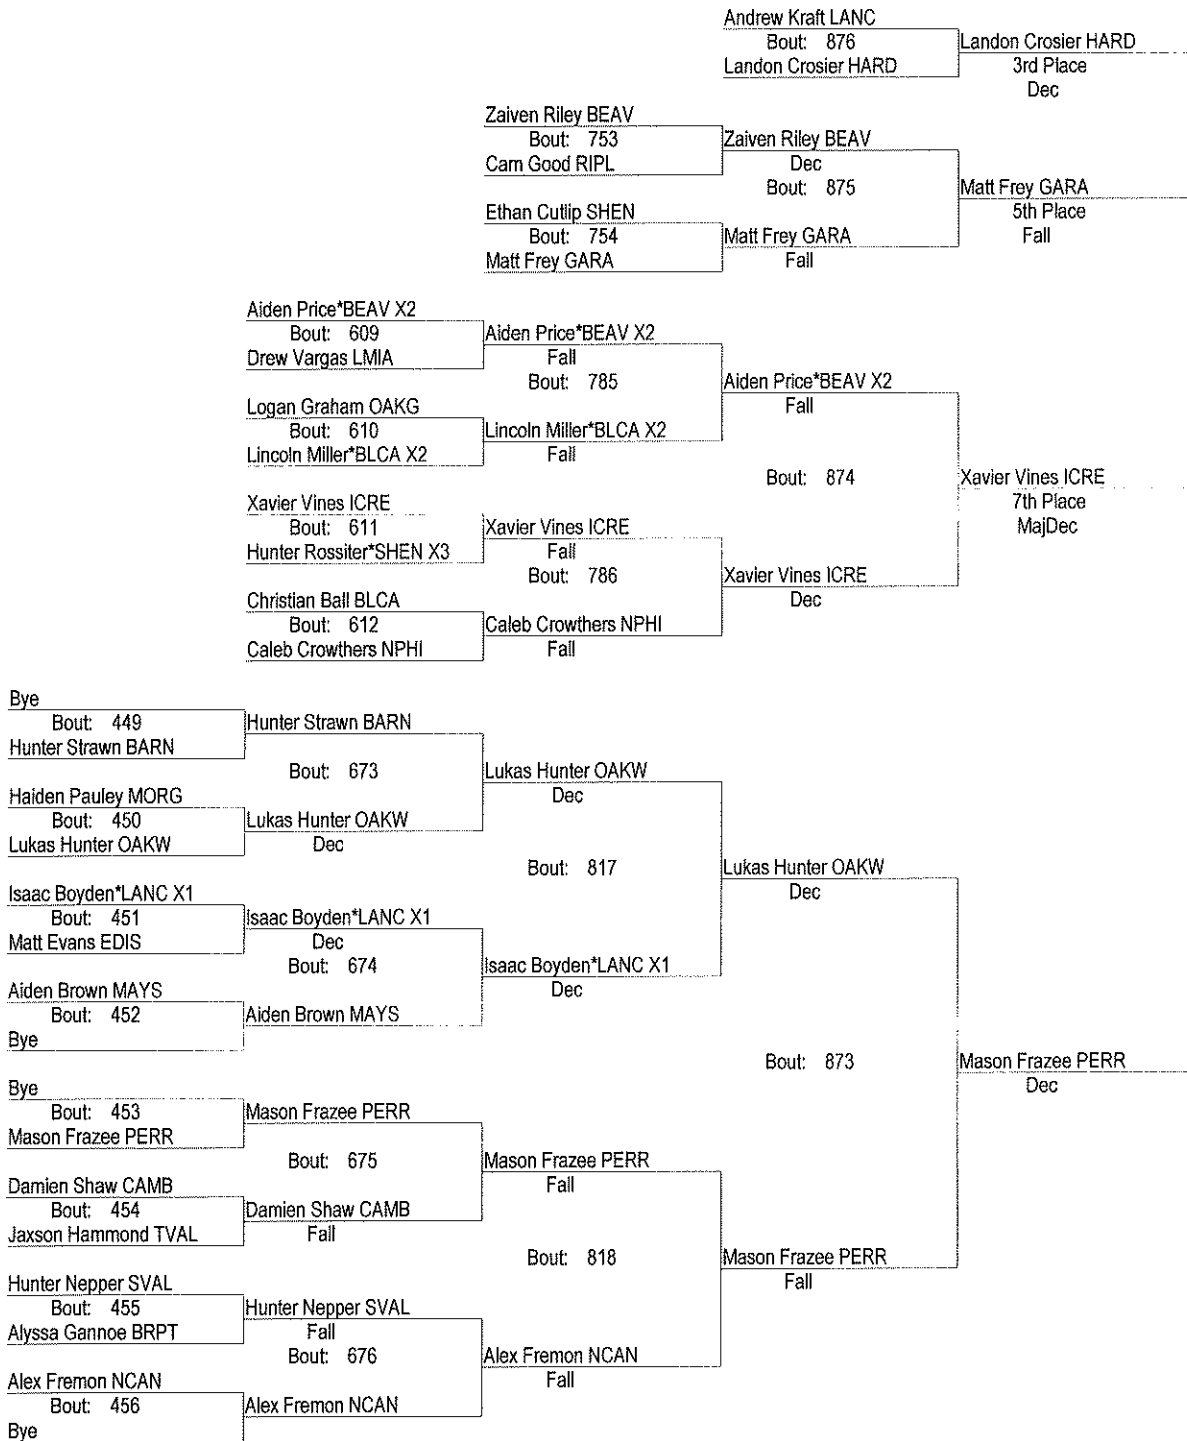 Andrew Kraft LANC
Bout: 876
Landon Crosier HARD
Landon Crosier HARD
3rd Place
Dec
Zaiven Riley BEAV
Bout: 753
Cam Good RIPL
Zaiven Riley BEAV
Dec
Bout: 875
Matt Frey GARA
5th Place
Fall
Ethan Cutlip SHEN
Bout: 754
Matt Frey GARA
Matt Frey GARA
Fall
Aiden Price*BEAV X2
Bout: 609
Drew Vargas LMIA
Aiden Price*BEAV X2
Fall
Bout: 785
Aiden Price*BEAV X2
Fall
Logan Graham OAKG
Bout: 610
Lincoln Miller*BLCA X2
Lincoln Miller*BLCA X2
Fall
Bout: 874
Xavier Vines ICRE
7th Place
MajDec
Xavier Vines ICRE
Bout: 611
Hunter Rossiter*SHEN X3
Xavier Vines ICRE
Fall
Bout: 786
Xavier Vines ICRE
Dec
Christian Ball BLCA
Bout: 612
Caleb Crowthers NPHI
Caleb Crowthers NPHI
Fall
Bye
Bout: 449
Hunter Strawn BARN
Hunter Strawn BARN
Bout: 673
Lukas Hunter OAKW
Dec
Haiden Pauley MORG
Bout: 450
Lukas Hunter OAKW
Lukas Hunter OAKW
Dec
Bout: 817
Lukas Hunter OAKW
Dec
Isaac Boyden*LANC X1
Bout: 451
Matt Evans EDIS
Isaac Boyden*LANC X1
Dec
Bout: 674
Isaac Boyden*LANC X1
Dec
Aiden Brown MAYS
Bout: 452
Bye
Aiden Brown MAYS
Bout: 873
Mason Frazee PERR
Dec
Bye
Bout: 453
Mason Frazee PERR
Mason Frazee PERR
Bout: 675
Mason Frazee PERR
Fall
Damien Shaw CAMB
Bout: 454
Jaxson Hammond TVAL
Damien Shaw CAMB
Fall
Bout: 818
Mason Frazee PERR
Fall
Hunter Nepper SVAL
Bout: 455
Alyssa Gannoe BRPT
Hunter Nepper SVAL
Fall
Bout: 676
Alex Fremon NCAN
Fall
Alex Fremon NCAN
Bout: 456
Bye
Alex Fremon NCAN